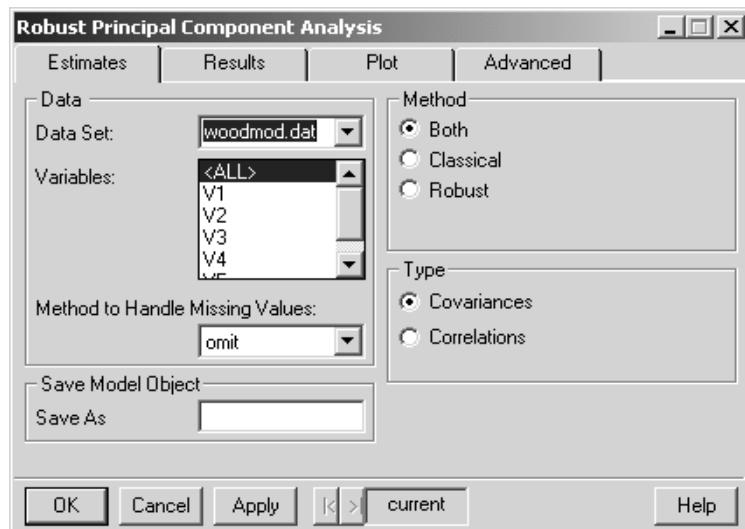 Robust Principal Component Analysis
Estimates Results Plot Advanced
Data
Data Set: woodmod.dat
Variables: <ALL>
V1
V2
V3
V4
Method to Handle Missing Values:
omit
Save Model Object
Save As
Method
Both
Classical
Robust
Type
Covariances
Correlations
OK Cancel Apply |< >| current Help